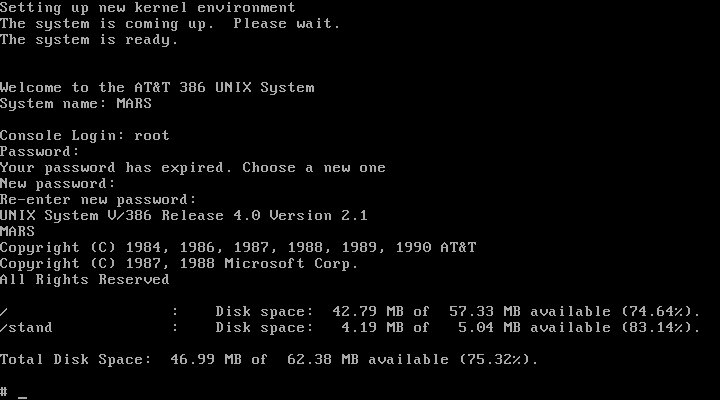 Setting up new kernel environment
The system is coming up.  Please wait.
The system is ready.
Welcome to the AT&T 386 UNIX System
System name: MARS
Console Login: root
Password:
Your password has expired. Choose a new one
New password:
Re-enter new password:
UNIX System V/386 Release 4.0 Version 2.1
MARS
Copyright (C) 1984, 1986, 1987, 1988, 1989, 1990 AT&T
Copyright (C) 1987, 1988 Microsoft Corp.
All Rights Reserved
/                     :     Disk space:  42.79 MB of  57.33 MB available (74.64%).
/stand                :     Disk space:   4.19 MB of   5.04 MB available (83.14%).
Total Disk Space:  46.99 MB of  62.38 MB available (75.32%).
# _